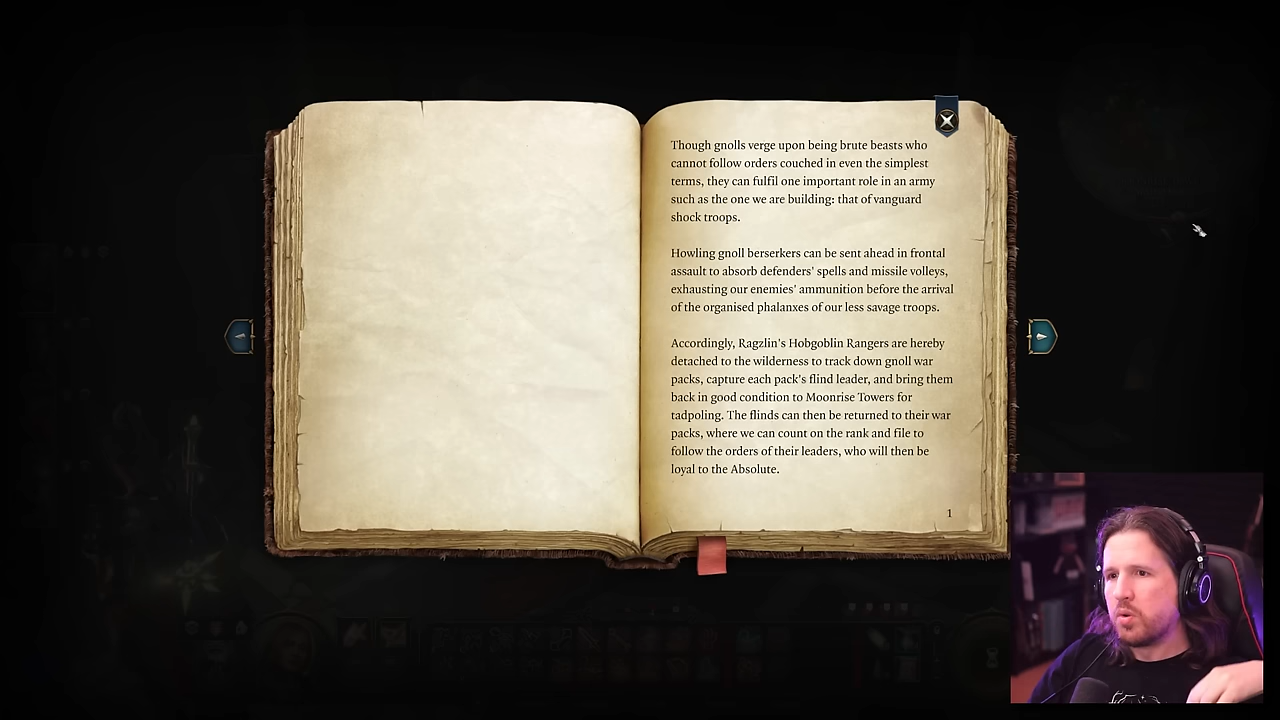 Though gnolls verge upon being brute beasts who
cannot follow orders couched in even the simplest
terms, they can fulfil one important role in an army
such as the one we are building: that of vanguard
shock troops.
Howling gnoll berserkers can be sent ahead in frontal
assault to absorb defenders' spells and missile volleys,
exhausting our enemies' ammunition before the arrival
of the organised phalanxes of our less savage troops.
Accordingly, Ragzlin's Hobgoblin Rangers are hereby
detached to the wilderness to track down gnoll war
packs, capture each pack's flind leader, and bring them
back in good condition to Moonrise Towers for
tadpoling. The flinds can then be returned to their war
packs, where we can count on the rank and file to
follow the orders of their leaders, who will then be
loyal to the Absolute.
1